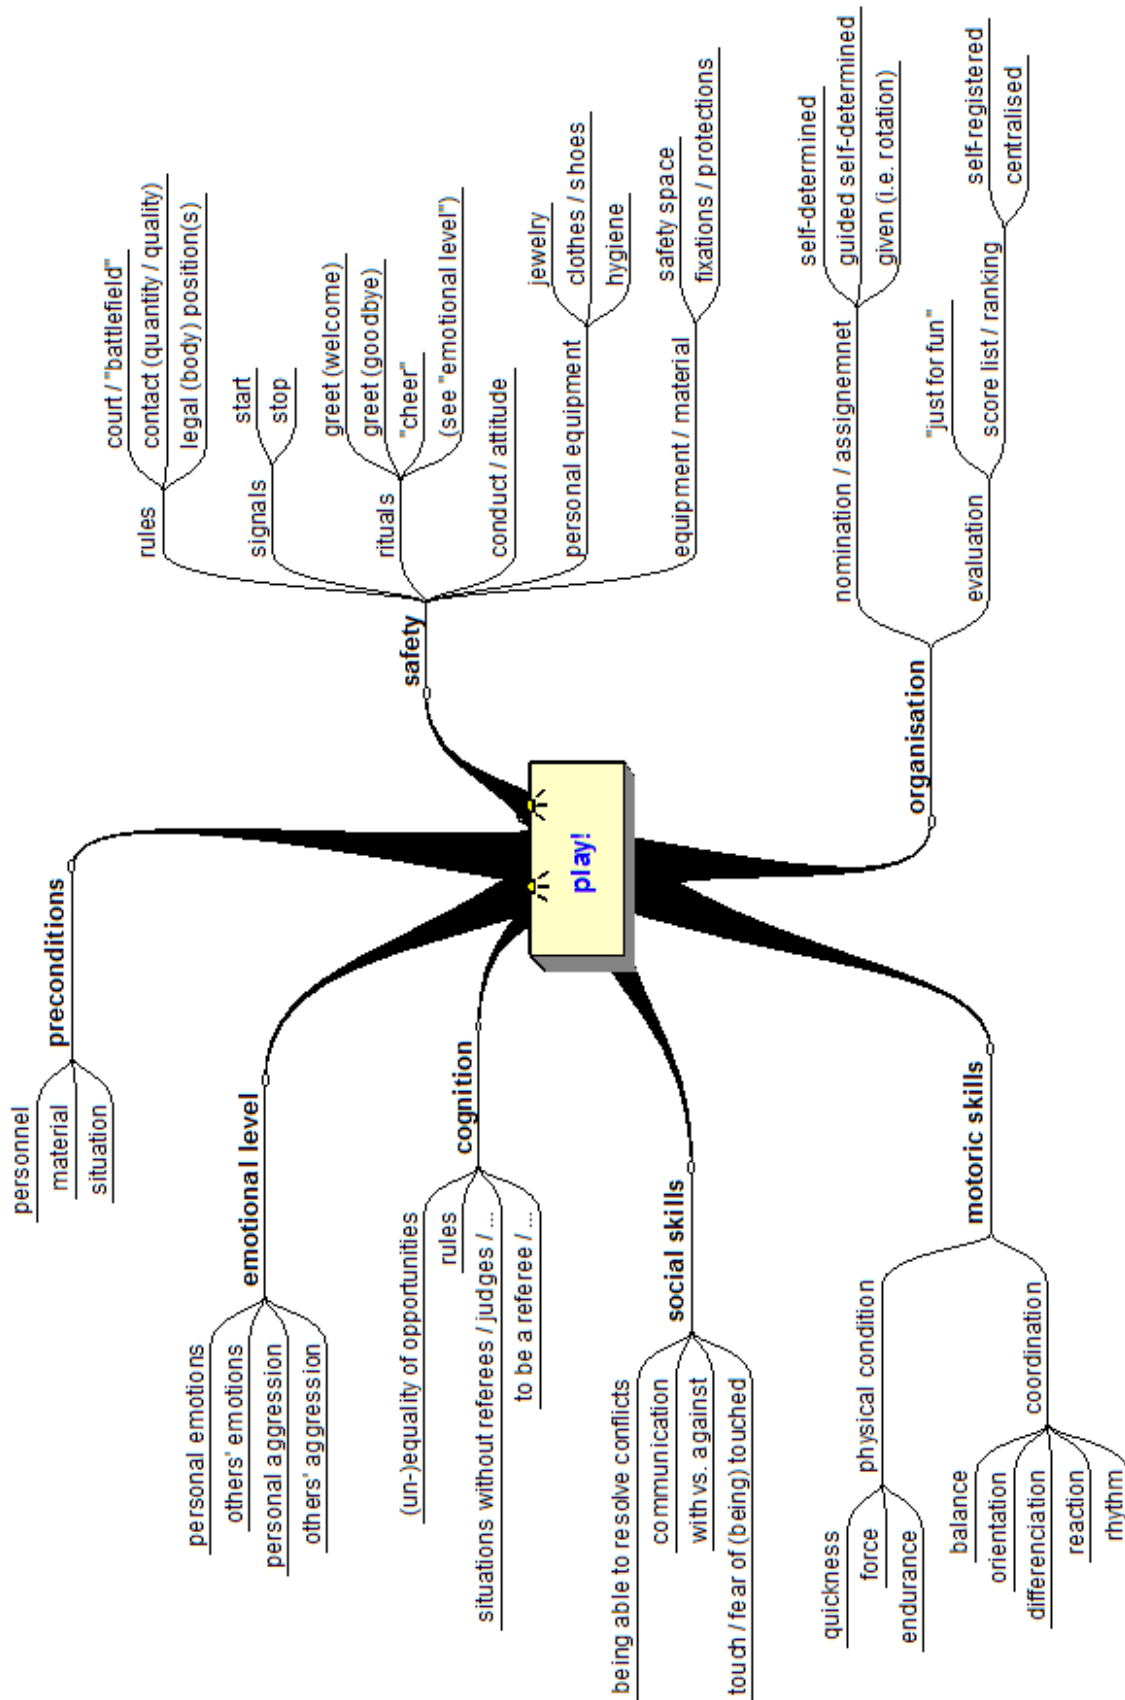 play!
preconditions
personnel
material
situation
emotional level
personal emotions
others' emotions
personal aggression
others' aggression
cognition
(un-)equality of opportunities
rules
situations without referees / judges / ...
to be a referee / ...
social skills
being able to resolve conflicts
communication
with vs. against
touch / fear of (being) touched
motoric skills
physical condition
quickness
force
endurance
coordination
balance
orientation
differenciation
reaction
rhythm
safety
rules
court / "battlefield"
contact (quantity / quality)
legal (body) position(s)
signals
start
stop
rituals
greet (welcome)
greet (goodbye)
"cheer"
(see "emotional level")
conduct / attitude
personal equipment
jewelry
clothes / shoes
hygiene
equipment / material
safety space
fixations / protections
organisation
nomination / assignemnet
self-determined
guided self-determined
given (i.e. rotation)
evaluation
"just for fun"
score list / ranking
self-registered
centralised